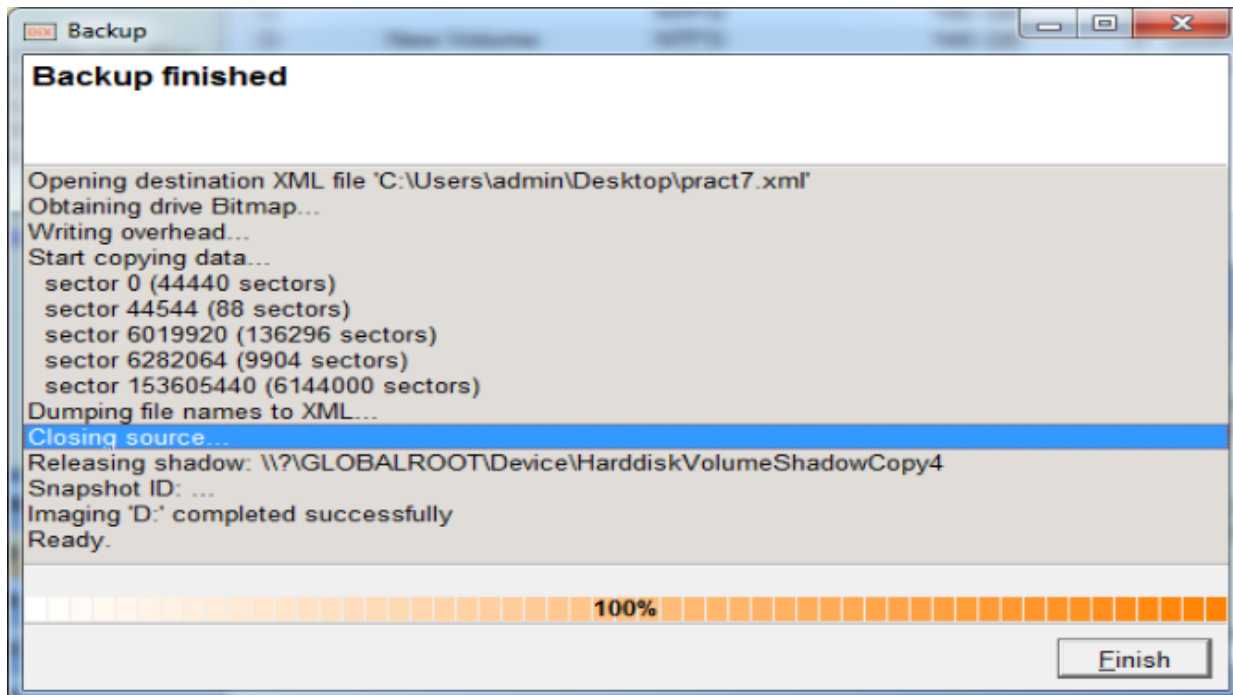 DiX Backup
Backup finished
Opening destination XML file 'C:\Users\admin\Desktop\pract7.xml'
Obtaining drive Bitmap...
Writing overhead...
Start copying data...
sector 0 (44440 sectors)
sector 44544 (88 sectors)
sector 6019920 (136296 sectors)
sector 6282064 (9904 sectors)
sector 153605440 (6144000 sectors)
Dumping file names to XML...
Closing source...
Releasing shadow: \\?\GLOBALROOT\Device\HarddiskVolumeShadowCopy4
Snapshot ID: ...
Imaging 'D:' completed successfully
Ready.
100%
Finish